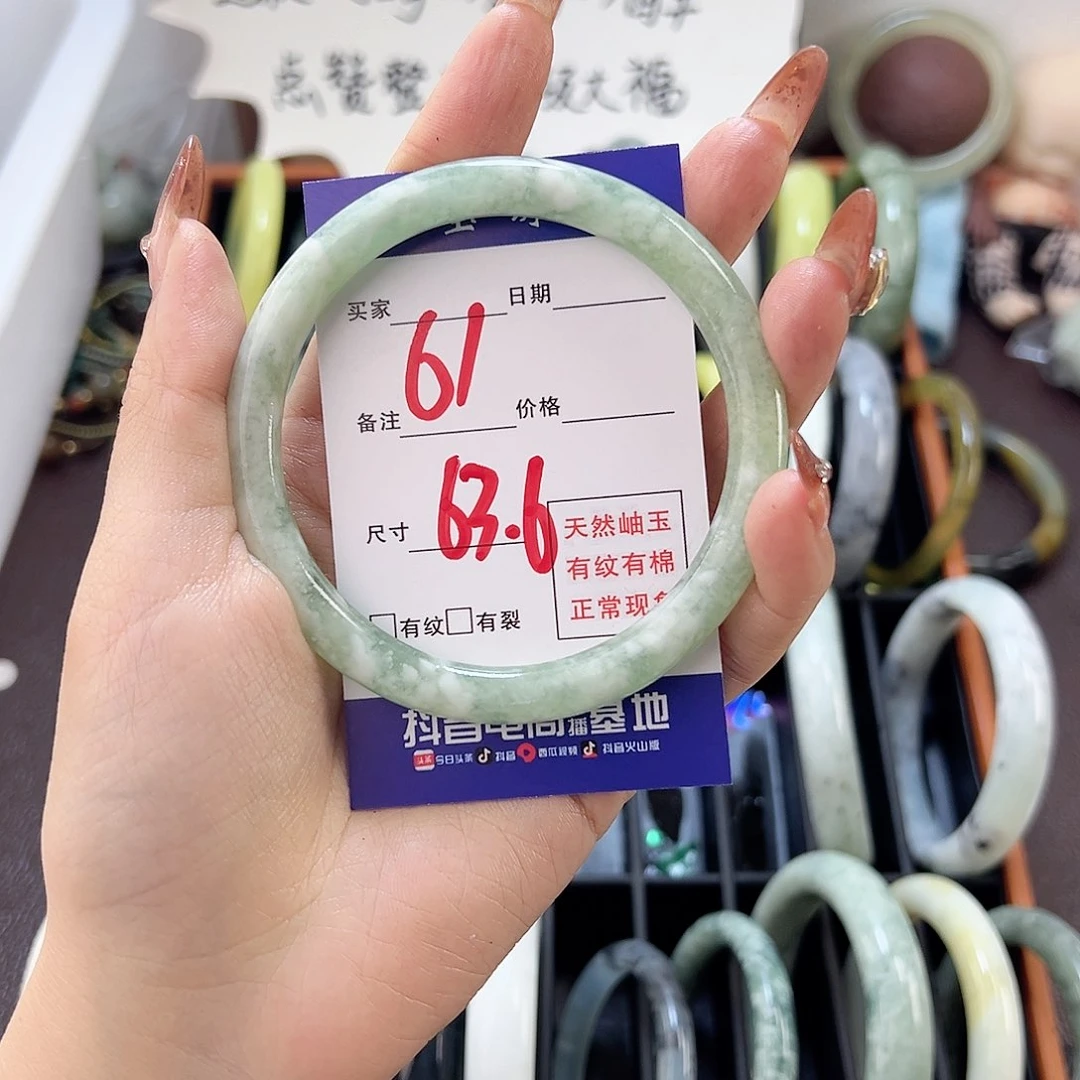 点赞
大福
买家 日期
61
备注 价格
尺寸 63.6
天然岫玉
有纹有棉
正常现象
有纹 有裂
抖音电商直播基地
今日头条 抖音 西瓜视频 抖音火山版